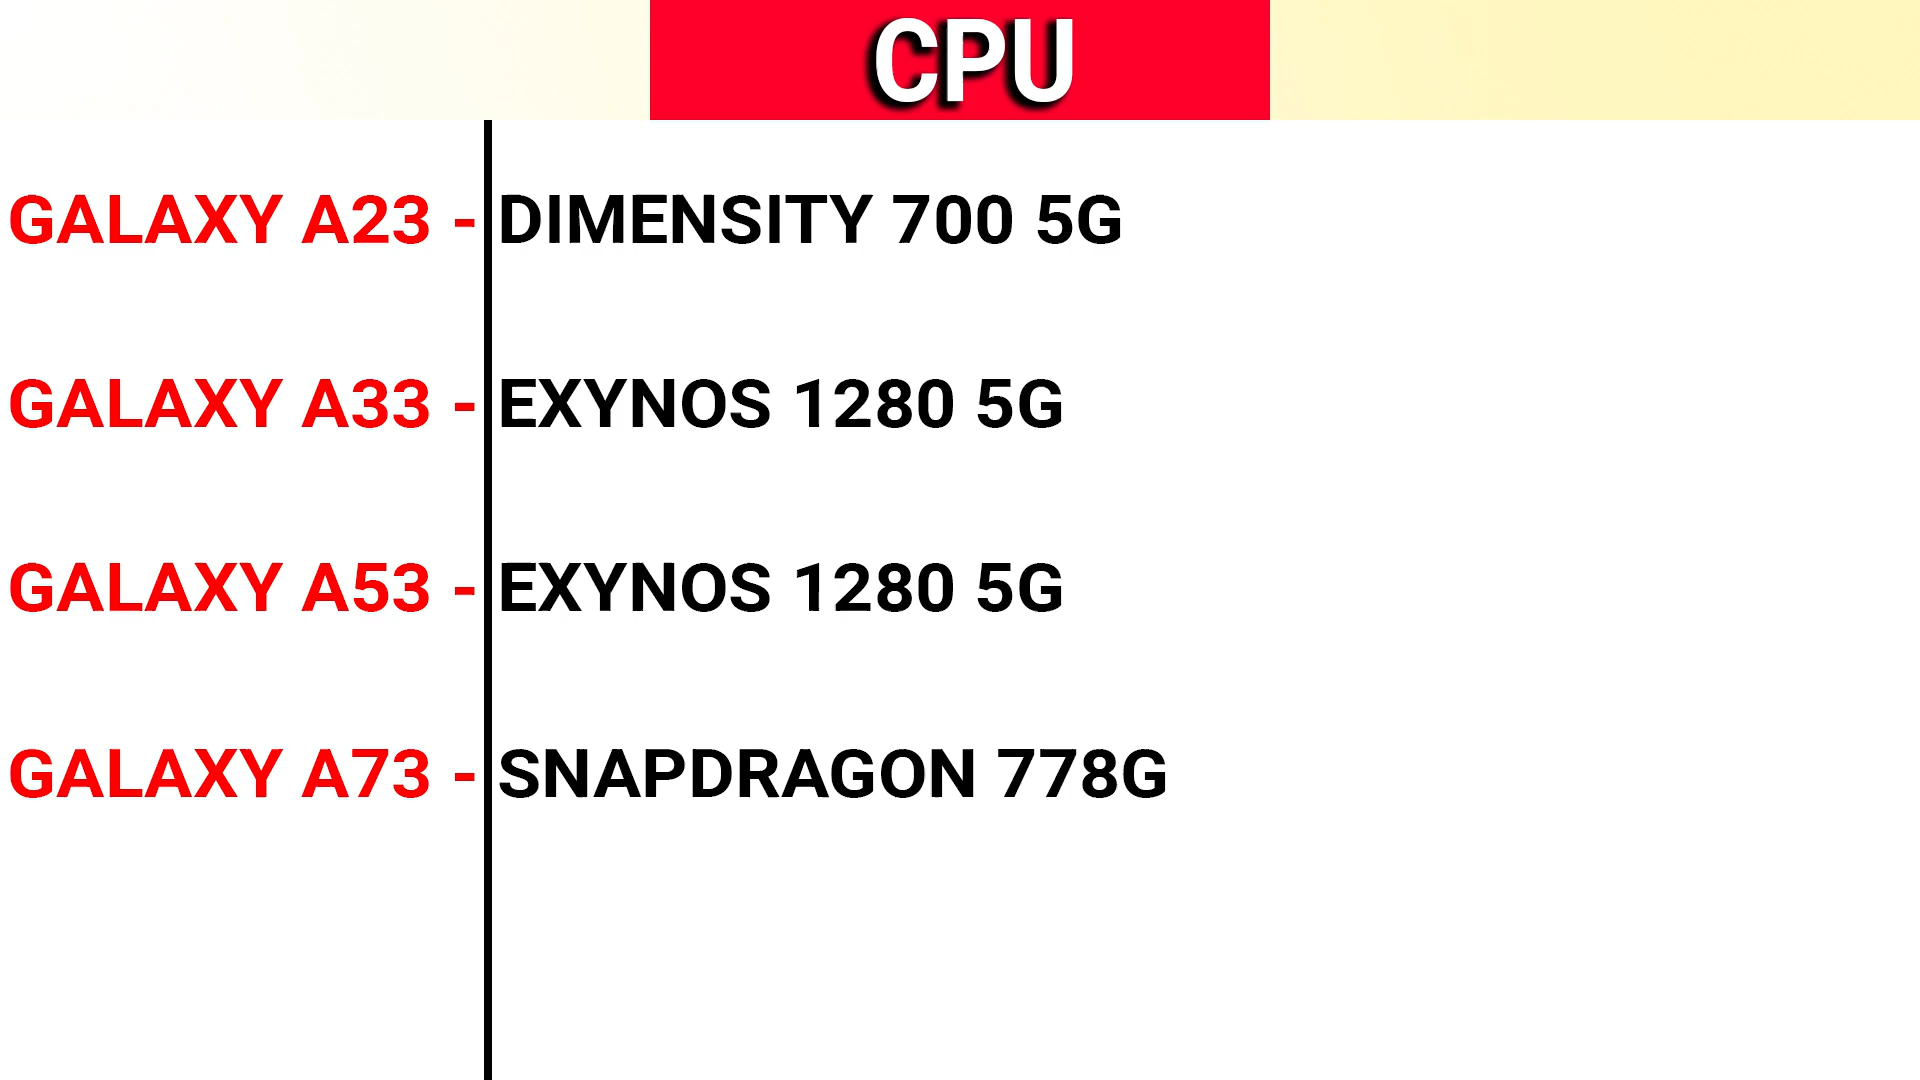 CPU
GALAXY A23 - DIMENSITY 700 5G
GALAXY A33 - EXYNOS 1280 5G
GALAXY A53 - EXYNOS 1280 5G
GALAXY A73 - SNAPDRAGON 778G